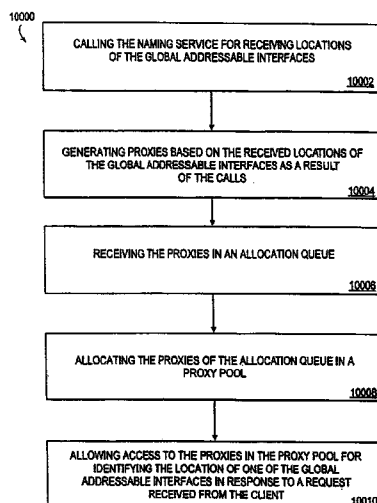 10000
CALLING THE NAMING SERVICE FOR RECEIVING LOCATIONS
OF THE GLOBAL ADDRESSABLE INTERFACES
10002
GENERATING PROXIES BASED ON THE RECEIVED LOCATIONS OF
THE GLOBAL ADDRESSABLE INTERFACES AS A RESULT
OF THE CALLS
10004
RECEIVING THE PROXIES IN AN ALLOCATION QUEUE
10006
ALLOCATING THE PROXIES OF THE ALLOCATION QUEUE IN A
PROXY POOL
10008
ALLOWING ACCESS TO THE PROXIES IN THE PROXY POOL FOR
IDENTIFYING THE LOCATION OF ONE OF THE GLOBAL
ADDRESSABLE INTERFACES IN RESPONSE TO A REQUEST
RECEIVED FROM THE CLIENT
10010